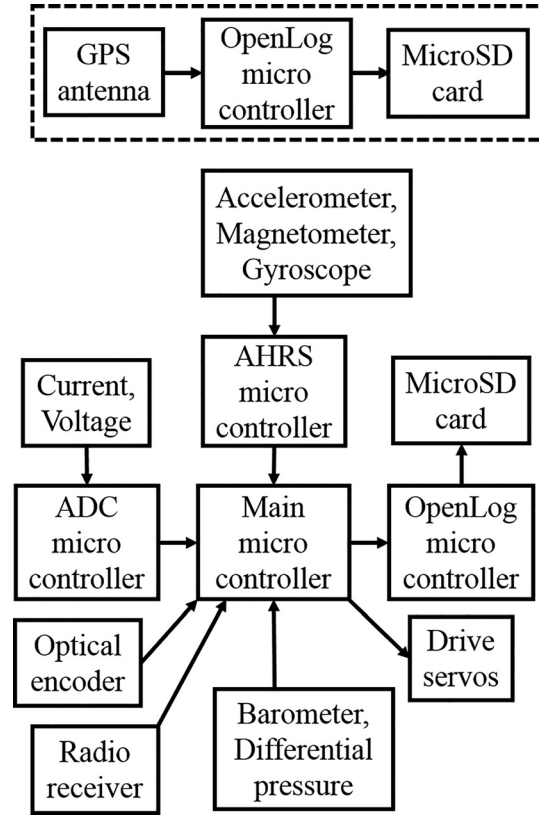 GPS
antenna
OpenLog
micro
controller
MicroSD
card
Accelerometer,
Magnetometer,
Gyroscope
AHRS
micro
controller
MicroSD
card
Current,
Voltage
ADC
micro
controller
Main
micro
controller
OpenLog
micro
controller
Optical
encoder
Drive
servos
Radio
receiver
Barometer,
Differential
pressure